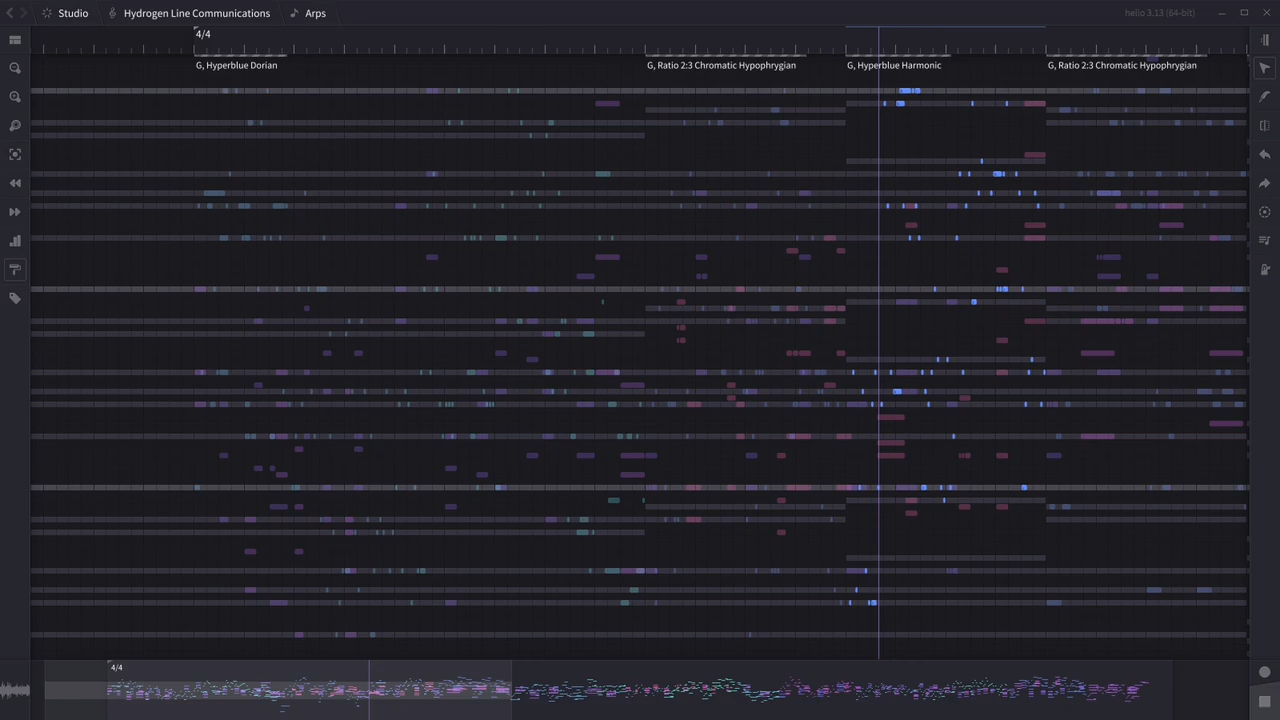 Studio
Hydrogen Line Communications
Arps
helio 3.13 (64-bit)
4/4
G, Hyperblue Dorian
G, Ratio 2:3 Chromatic Hypophrygian
G, Hyperblue Harmonic
G, Ratio 2:3 Chromatic Hypophrygian
4/4